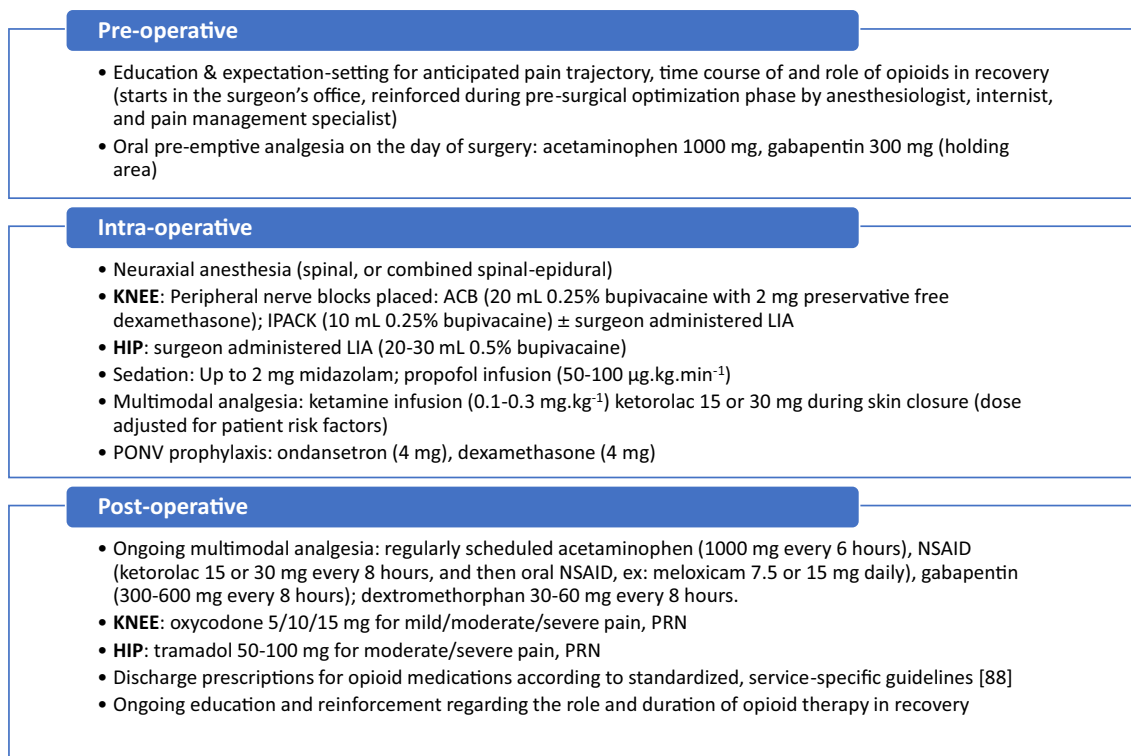 Pre-operative
• Education & expectation-setting for anticipated pain trajectory, time course of and role of opioids in recovery
(starts in the surgeon's office, reinforced during pre-surgical optimization phase by anesthesiologist, internist,
and pain management specialist)
• Oral pre-emptive analgesia on the day of surgery: acetaminophen 1000 mg, gabapentin 300 mg (holding
area)
Intra-operative
• Neuraxial anesthesia (spinal, or combined spinal-epidural)
• KNEE: Peripheral nerve blocks placed: ACB (20 mL 0.25% bupivacaine with 2 mg preservative free
dexamethasone); IPACK (10 mL 0.25% bupivacaine) ± surgeon administered LIA
• HIP: surgeon administered LIA (20-30 mL 0.5% bupivacaine)
• Sedation: Up to 2 mg midazolam; propofol infusion (50-100 µg.kg.min⁻¹)
• Multimodal analgesia: ketamine infusion (0.1-0.3 mg.kg⁻¹) ketorolac 15 or 30 mg during skin closure (dose
adjusted for patient risk factors)
• PONV prophylaxis: ondansetron (4 mg), dexamethasone (4 mg)
Post-operative
• Ongoing multimodal analgesia: regularly scheduled acetaminophen (1000 mg every 6 hours), NSAID
(ketorolac 15 or 30 mg every 8 hours, and then oral NSAID, ex: meloxicam 7.5 or 15 mg daily), gabapentin
(300-600 mg every 8 hours); dextromethorphan 30-60 mg every 8 hours.
• KNEE: oxycodone 5/10/15 mg for mild/moderate/severe pain, PRN
• HIP: tramadol 50-100 mg for moderate/severe pain, PRN
• Discharge prescriptions for opioid medications according to standardized, service-specific guidelines [88]
• Ongoing education and reinforcement regarding the role and duration of opioid therapy in recovery